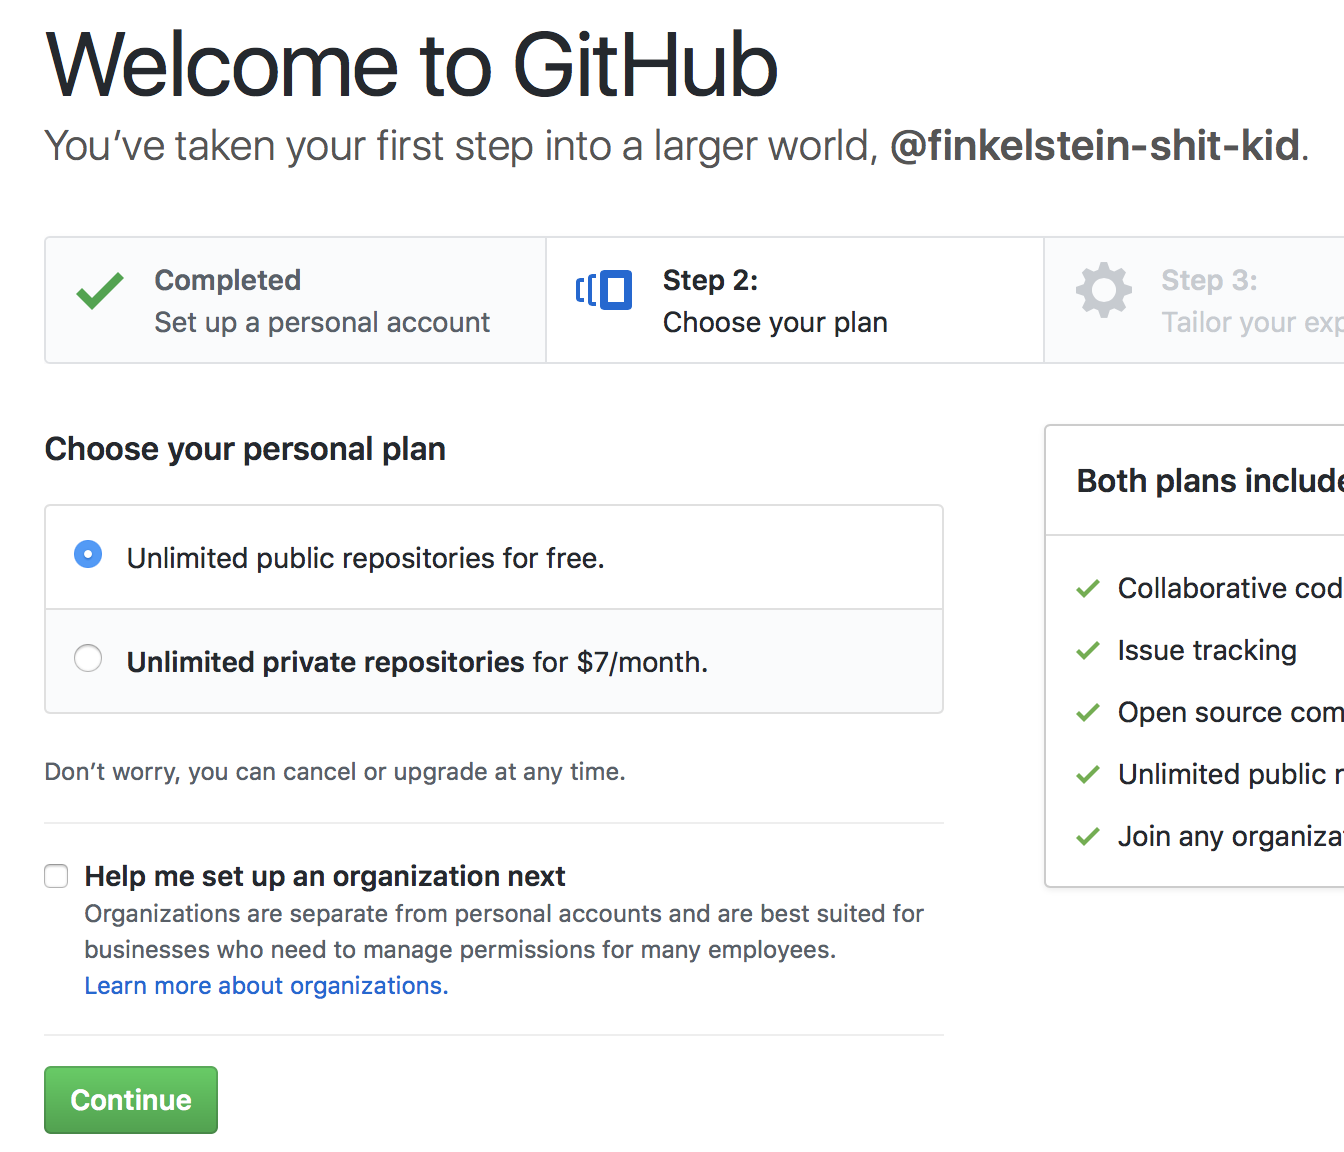 Welcome to GitHub
You’ve taken your first step into a larger world, @finkelstein-shit-kid.
Completed
Set up a personal account
Step 2:
Choose your plan
Step 3:
Tailor your exp
Choose your personal plan
Unlimited public repositories for free.
Unlimited private repositories for $7/month.
Don’t worry, you can cancel or upgrade at any time.
Help me set up an organization next
Organizations are separate from personal accounts and are best suited for
businesses who need to manage permissions for many employees.
Learn more about organizations.
Continue
Both plans include
Collaborative cod
Issue tracking
Open source com
Unlimited public r
Join any organiza